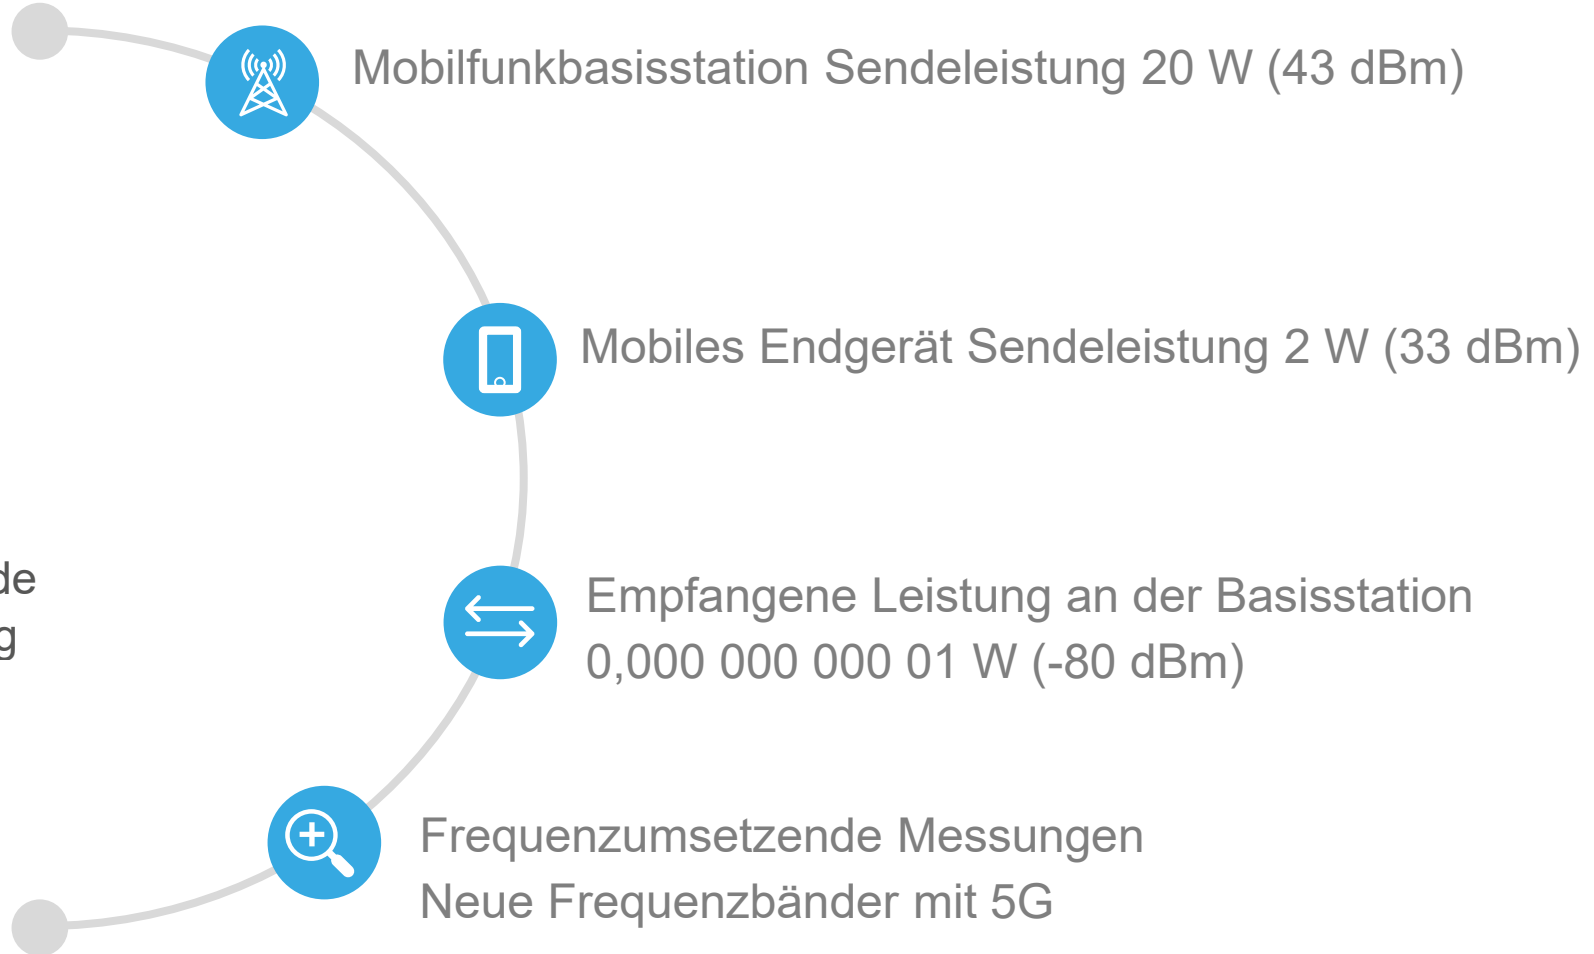 Mobilfunkbasisstation Sendeleistung 20 W (43 dBm)
Mobiles Endgerät Sendeleistung 2 W (33 dBm)
de
g
Empfangene Leistung an der Basisstation
0,000 000 000 01 W (-80 dBm)
Frequenzumsetzende Messungen
Neue Frequenzbänder mit 5G